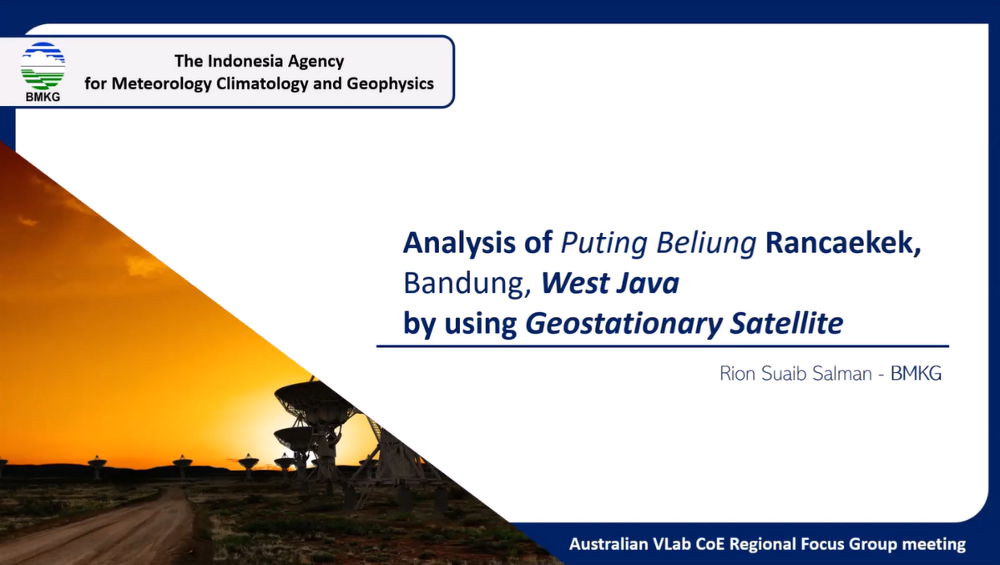 The Indonesia Agency
for Meteorology Climatology and Geophysics
BMKG
Analysis of Puting Beliung Rancaekek,
Bandung, West Java
by using Geostationary Satellite
Rion Suaib Salman - BMKG
Australian VLab CoE Regional Focus Group meeting